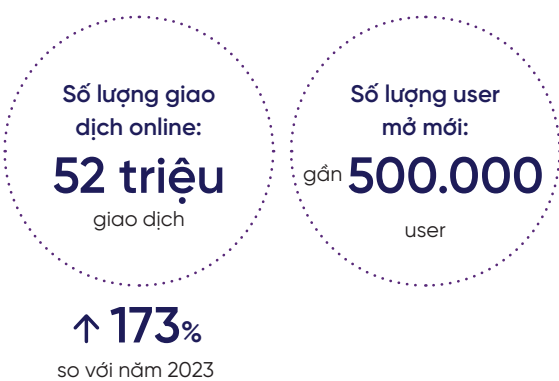 Số lượng giao
dịch online:
52 triệu
giao dịch
↑ 173%
so với năm 2023
Số lượng user
mở mới:
gần 500.000
user